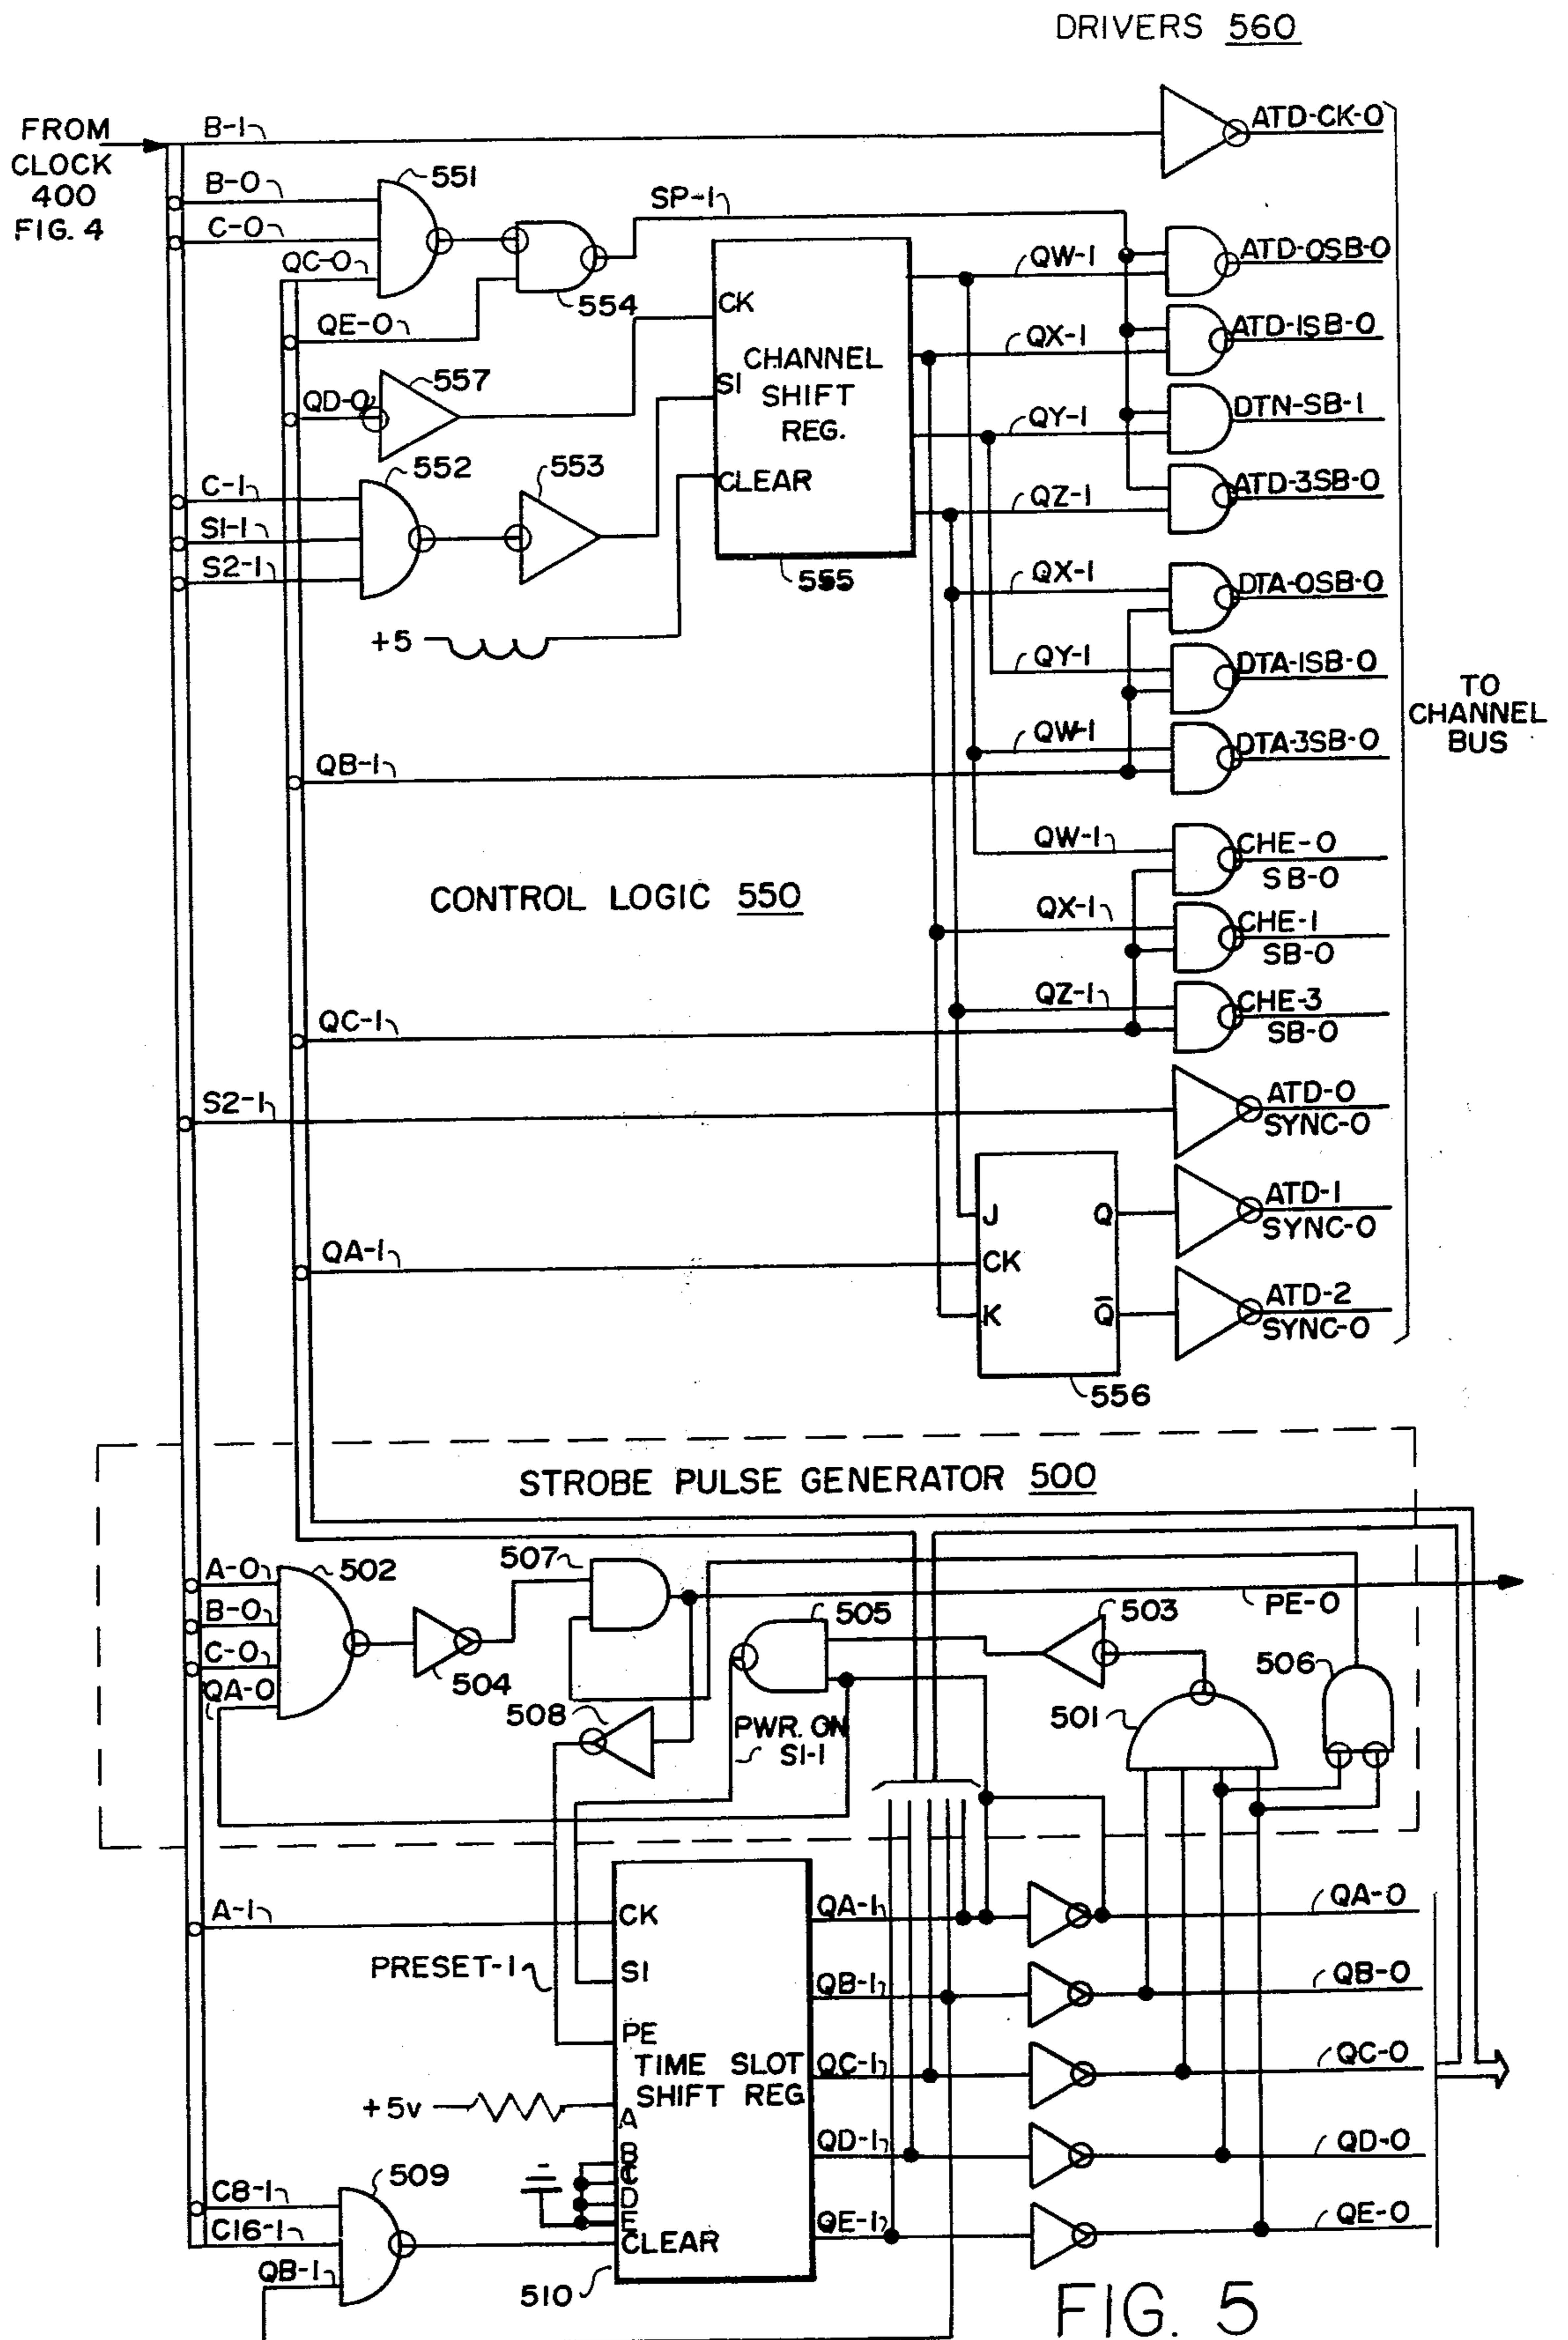 DRIVERS 560
FROM
CLOCK
400
FIG. 4
B-1
ATD-CK-0
B-0
551
C-0
SP-1
QC-0
554
QW-1
ATD-0SB-0
QE-0
CK
QX-1
ATD-1SB-0
557
CHANNEL
SHIFT
REG.
QD-0
SI
QY-1
DTN-SB-1
552
553
CLEAR
QZ-1
ATD-3SB-0
C-1
S1-1
S2-1
555
QX-1
DTA-0SB-0
+5
QY-1
DTA-1SB-0
TO
CHANNEL
BUS
QW-1
DTA-3SB-0
QB-1
QW-1
CHE-0
SB-0
CONTROL LOGIC 550
QX-1
CHE-1
SB-0
QZ-1
CHE-3
SB-0
QC-1
S2-1
ATD-0
SYNC-0
J
Q
ATD-1
SYNC-0
QA-1
CK
K
Q̅
ATD-2
SYNC-0
556
STROBE PULSE GENERATOR 500
A-0
502
507
B-0
505
503
PE-0
C-0
504
506
QA-0
508
PWR. ON
S1-1
501
A-1
CK
QA-1
QA-0
PRESET-1
SI
QB-1
QB-0
PE
TIME SLOT
SHIFT REG
QC-1
QC-0
+5v
A
B
C
D
E
QD-1
QD-0
C8-1
509
C16-1
CLEAR
QE-1
QE-0
QB-1
510
FIG. 5